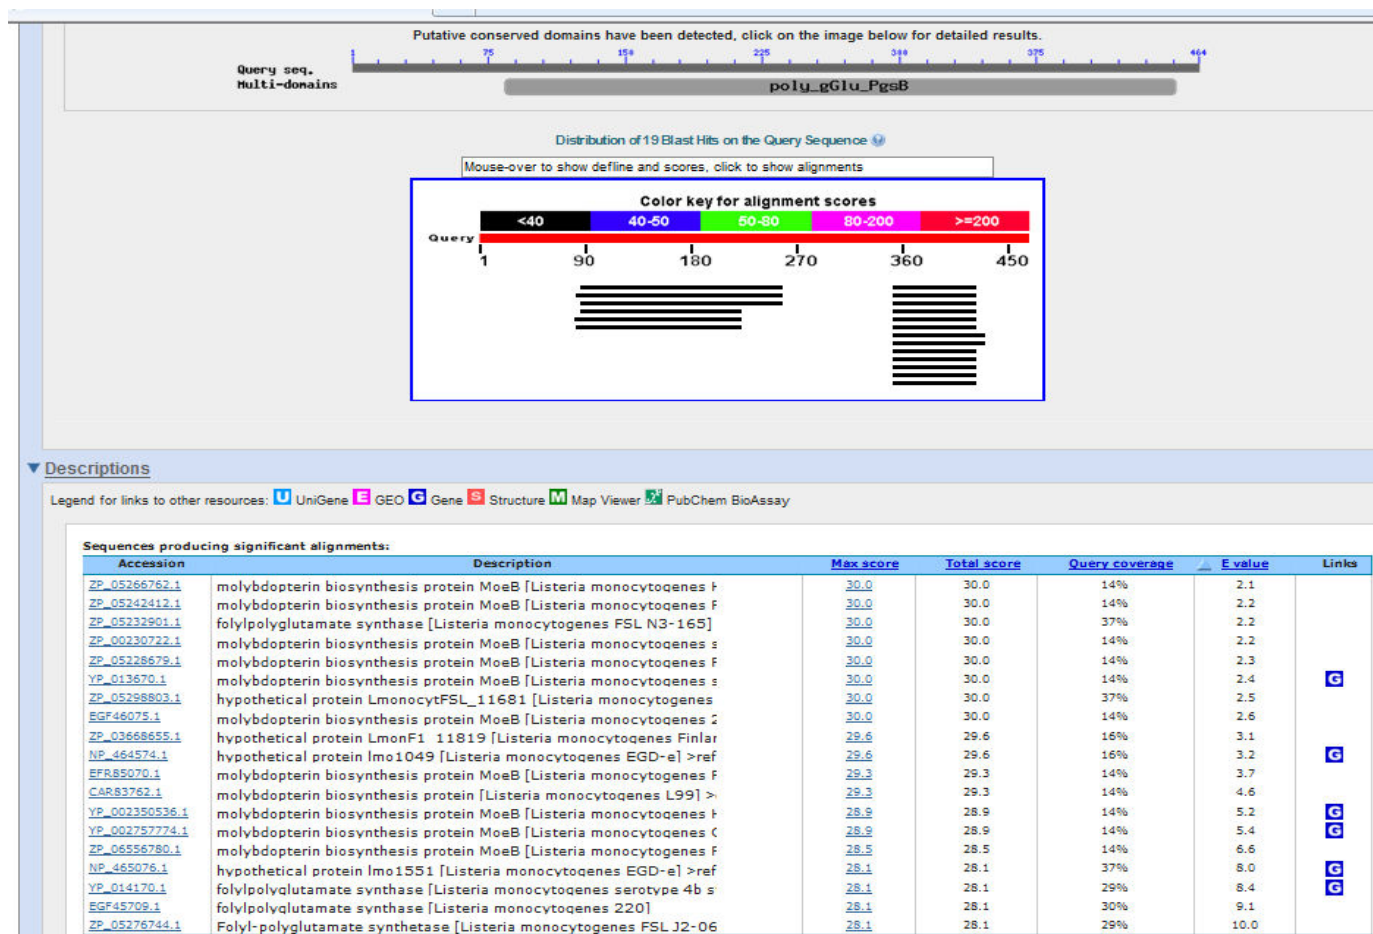 Putative conserved domains have been detected, click on the image below for detailed results.
1 75 150 225 300 375 464
Query seq.
Multi-domains poly_gGlu_PgsB
Distribution of 19 Blast Hits on the Query Sequence
Mouse-over to show defline and scores, click to show alignments
Color key for alignment scores
<40 40-50 50-80 80-200 >=200
Query
1 90 180 270 360 450
Descriptions
Legend for links to other resources: U UniGene E GEO G Gene S Structure M Map Viewer PubChem BioAssay
Sequences producing significant alignments:
Accession Description Max score Total score Query coverage E value Links
ZP_05266762.1 molybdopterin biosynthesis protein MoeB [Listeria monocytogenes 30.0 30.0 14% 2.1
ZP_05242412.1 molybdopterin biosynthesis protein MoeB [Listeria monocytogenes F 30.0 30.0 14% 2.2
ZP_05232901.1 folylpolyglutamate synthase [Listeria monocytogenes FSL N3-165] 30.0 30.0 37% 2.2
ZP_00230722.1 molybdopterin biosynthesis protein MoeB [Listeria monocytogenes s 30.0 30.0 14% 2.2
ZP_05228679.1 molybdopterin biosynthesis protein MoeB [Listeria monocytogenes F 30.0 30.0 14% 2.3
YP_013670.1 molybdopterin biosynthesis protein MoeB [Listeria monocytogenes s 30.0 30.0 14% 2.4 G
ZP_05298803.1 hypothetical protein LmonocytFSL_11681 [Listeria monocytogenes 30.0 30.0 37% 2.5
EGF46075.1 molybdopterin biosynthesis protein MoeB [Listeria monocytogenes 2 30.0 30.0 14% 2.6
ZP_03668655.1 hypothetical protein LmonF1_11819 [Listeria monocytogenes Finlan 29.6 29.6 16% 3.1
NP_464574.1 hypothetical protein lmo1049 [Listeria monocytogenes EGD-e] >ref 29.6 29.6 16% 3.2 G
EFR85070.1 molybdopterin biosynthesis protein MoeB [Listeria monocytogenes F 29.3 29.3 14% 3.7
CAR83762.1 molybdopterin biosynthesis protein [Listeria monocytogenes L99] > 29.3 29.3 14% 4.6
YP_002350536.1 molybdopterin biosynthesis protein MoeB [Listeria monocytogenes 28.9 28.9 14% 5.2 G
YP_002757774.1 molybdopterin biosynthesis protein MoeB [Listeria monocytogenes 28.9 28.9 14% 5.4 G
ZP_06556780.1 molybdopterin biosynthesis protein MoeB [Listeria monocytogenes F 28.5 28.5 14% 6.6
NP_465076.1 hypothetical protein lmo1551 [Listeria monocytogenes EGD-e] >ref 28.1 28.1 37% 8.0 G
YP_014170.1 folylpolyglutamate synthase [Listeria monocytogenes serotype 4b s 28.1 28.1 29% 8.4 G
EGF45709.1 folylpolyglutamate synthase [Listeria monocytogenes 220] 28.1 28.1 30% 9.1
ZP_05276744.1 Folyl-polyglutamate synthetase [Listeria monocytogenes FSL J2-06 28.1 28.1 29% 10.0